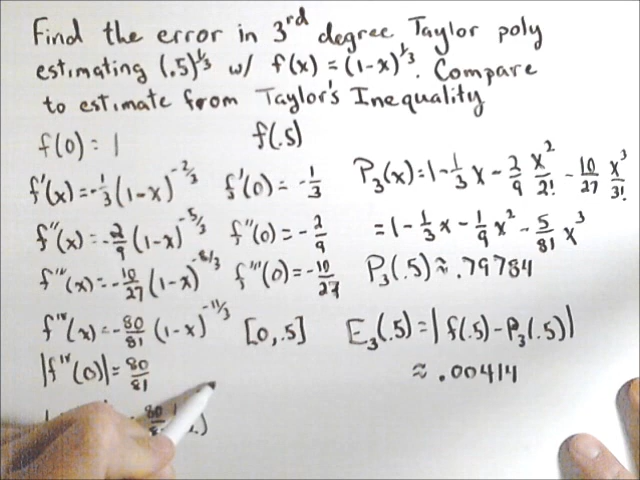 Find the error in 3rd degree Taylor poly
estimating (.5)^1/3 w/ f(x) = (1-x)^1/3. Compare
to estimate from Taylor's Inequality
f(0) = 1 f(.5)
f'(x) = -1/3 (1-x)^-2/3 f'(0) = -1/3 P₃(x) = 1 - 1/3 x - 2/9 x²/2! - 10/27 x³/3!
f''(x) = -2/9 (1-x)^-5/3 f''(0) = -2/9 = 1 - 1/3 x - 1/9 x² - 5/81 x³
f'''(x) = -10/27 (1-x)^-8/3 f'''(0) = -10/27 P₃(.5) ≈ .79784
f^IV(x) = -80/81 (1-x)^-11/3 [0,.5] E₃(.5) = |f(.5) - P₃(.5)|
|f^IV(0)| = 80/81 ≈ .00414